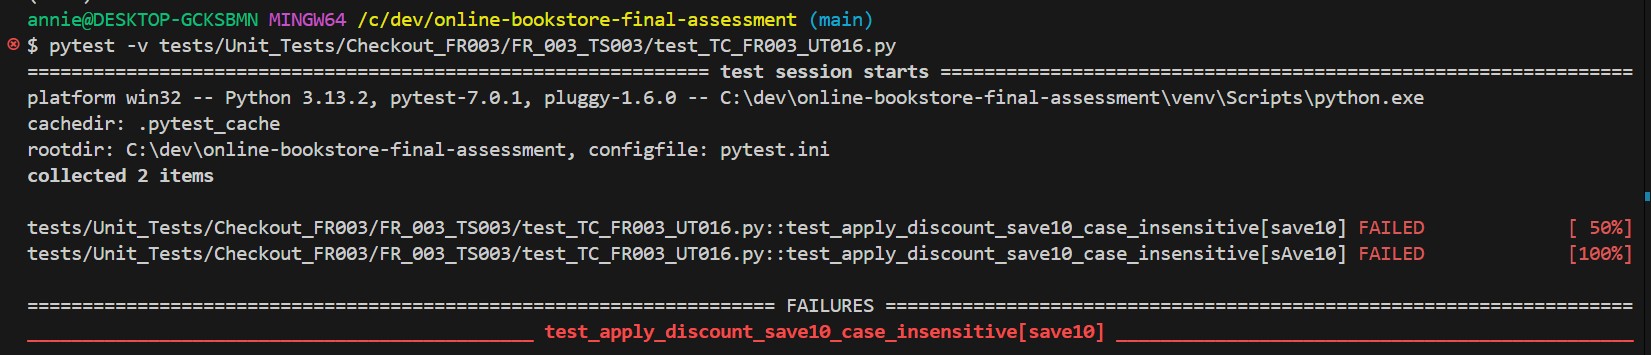 annie@DESKTOP-GCKSBMN MINGW64 /c/dev/online-bookstore-final-assessment (main)
$ pytest -v tests/Unit_Tests/Checkout_FR003/FR_003_TS003/test_TC_FR003_UT016.py
============================================================== test session starts ===============================================================
platform win32 -- Python 3.13.2, pytest-7.0.1, pluggy-1.6.0 -- C:\dev\online-bookstore-final-assessment\venv\Scripts\python.exe
cachedir: .pytest_cache
rootdir: C:\dev\online-bookstore-final-assessment, configfile: pytest.ini
collected 2 items
tests/Unit_Tests/Checkout_FR003/FR_003_TS003/test_TC_FR003_UT016.py::test_apply_discount_save10_case_insensitive[save10] FAILED [ 50%]
tests/Unit_Tests/Checkout_FR003/FR_003_TS003/test_TC_FR003_UT016.py::test_apply_discount_save10_case_insensitive[sAve10] FAILED [100%]
==================================================================== FAILURES ====================================================================
______________________________________________ test_apply_discount_save10_case_insensitive[save10] _______________________________________________